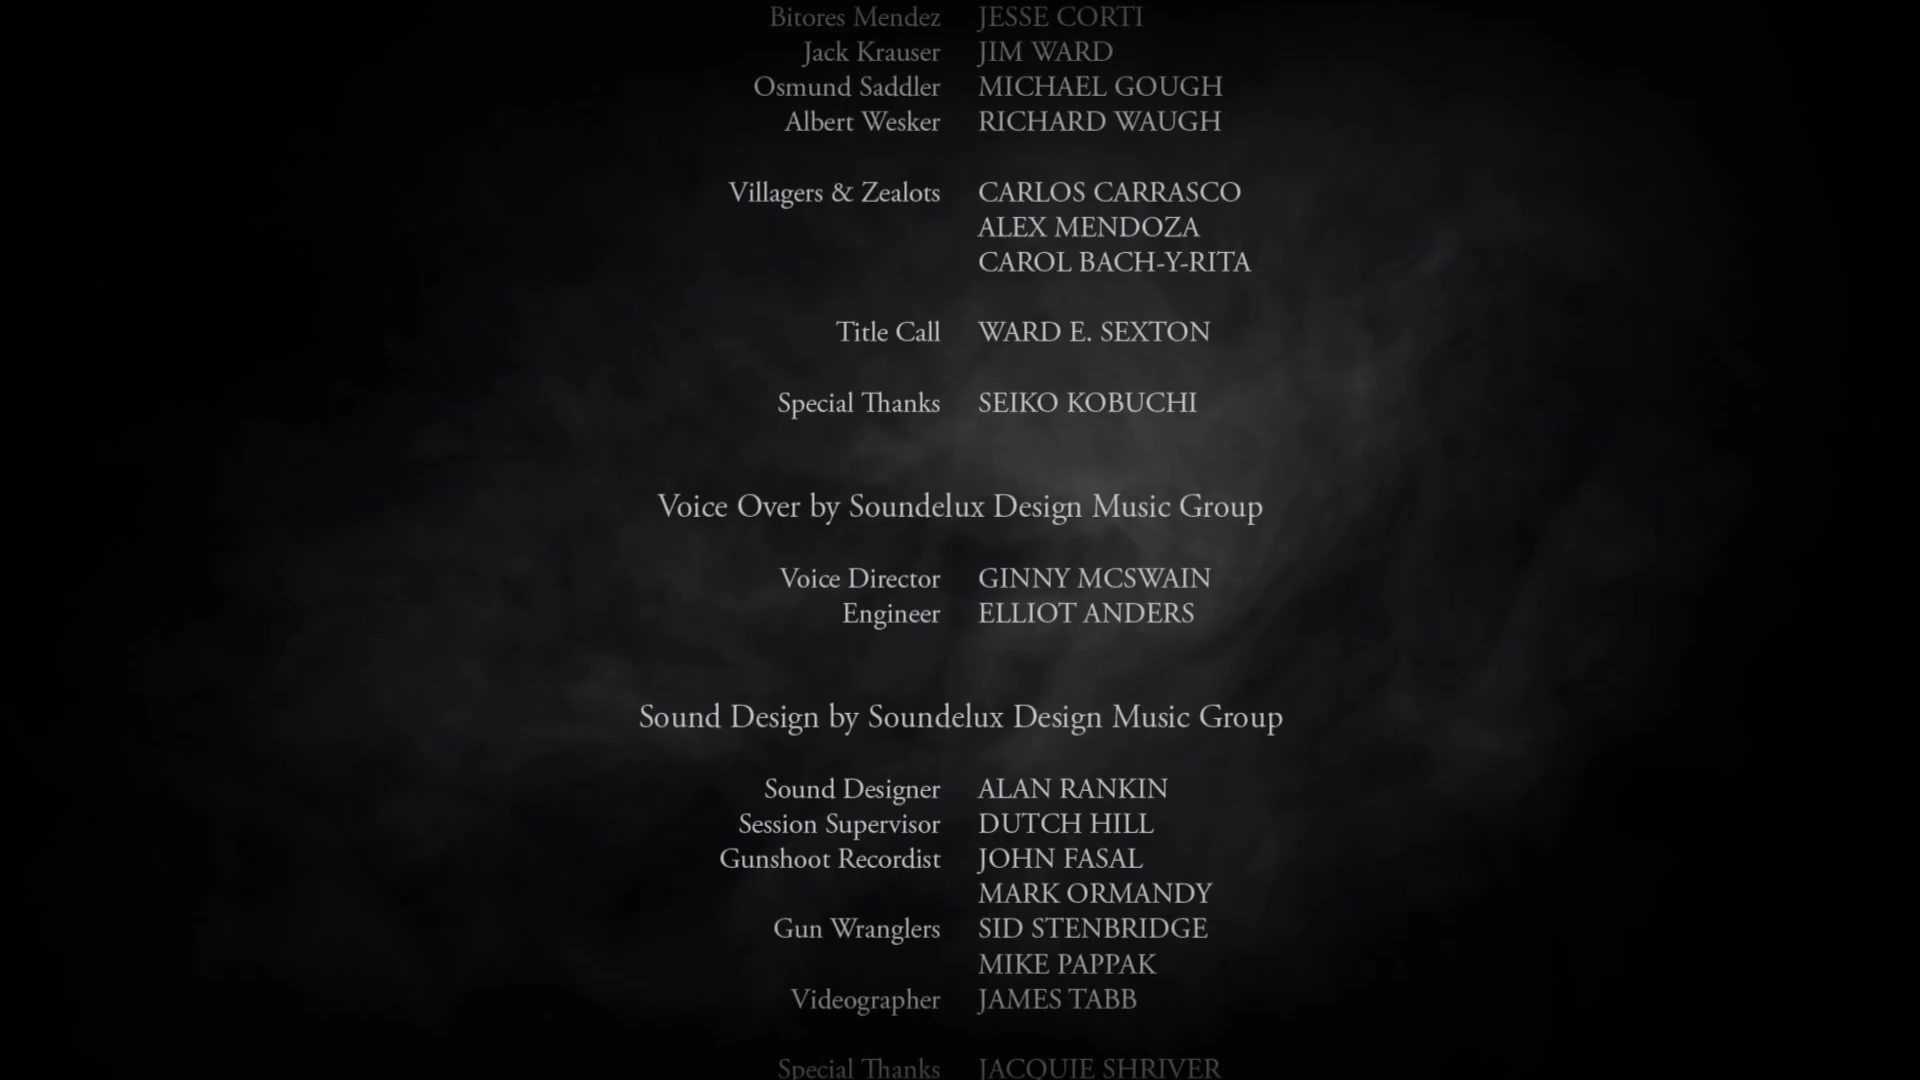 Bitores Mendez JESSE CORTI
Jack Krauser JIM WARD
Osmund Saddler MICHAEL GOUGH
Albert Wesker RICHARD WAUGH
Villagers & Zealots CARLOS CARRASCO
ALEX MENDOZA
CAROL BACH-Y-RITA
Title Call WARD E. SEXTON
Special Thanks SEIKO KOBUCHI
Voice Over by Soundelux Design Music Group
Voice Director GINNY MCSWAIN
Engineer ELLIOT ANDERS
Sound Design by Soundelux Design Music Group
Sound Designer ALAN RANKIN
Session Supervisor DUTCH HILL
Gunshoot Recordist JOHN FASAL
MARK ORMANDY
Gun Wranglers SID STENBRIDGE
MIKE PAPPAK
Videographer JAMES TABB
Special Thanks JACQUIE SHRIVER